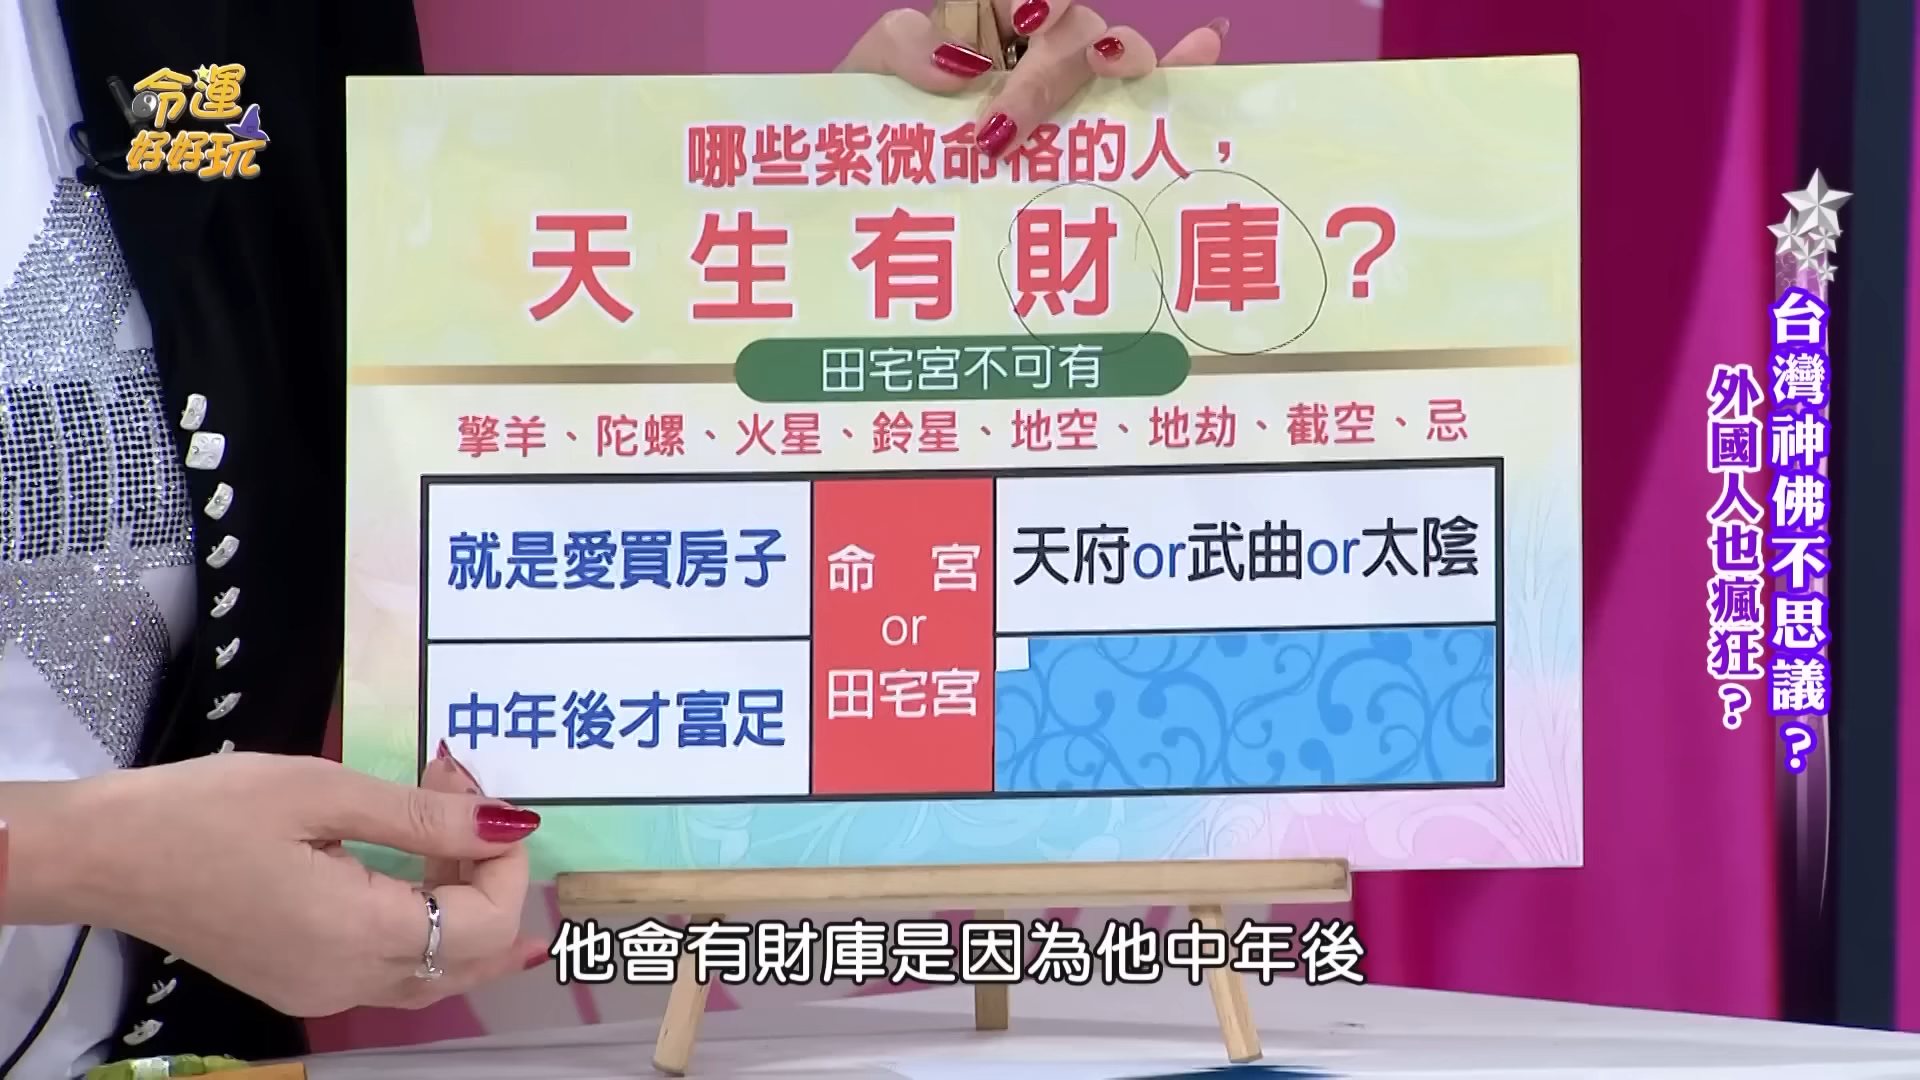 命運
好好玩
哪些紫微命格的人，
天生有財庫？
田宅宮不可有
擎羊、陀螺、火星、鈴星、地空、地劫、截空、忌
就是愛買房子
命 宮
or
田宅宮
天府or武曲or太陰
中年後才富足
台灣神佛不思議？
外國人也瘋狂？
他會有財庫是因為他中年後